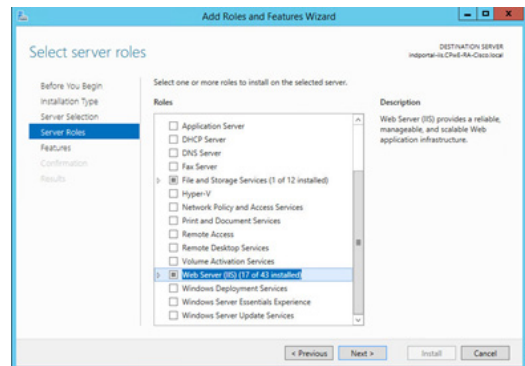 Add Roles and Features Wizard
Select server roles
DESTINATION SERVER
indportal-iis.CPwE-RA-Cisco.local
Before You Begin
Installation Type
Server Selection
Server Roles
Features
Confirmation
Results
Select one or more roles to install on the selected server.
Roles
Application Server
DHCP Server
DNS Server
Fax Server
File and Storage Services (1 of 12 installed)
Hyper-V
Network Policy and Access Services
Print and Document Services
Remote Access
Remote Desktop Services
Volume Activation Services
Web Server (IIS) (17 of 43 installed)
Windows Deployment Services
Windows Server Essentials Experience
Windows Server Update Services
Description
Web Server (IIS) provides a reliable,
manageable, and scalable Web
application infrastructure.
< Previous
Next >
Install
Cancel